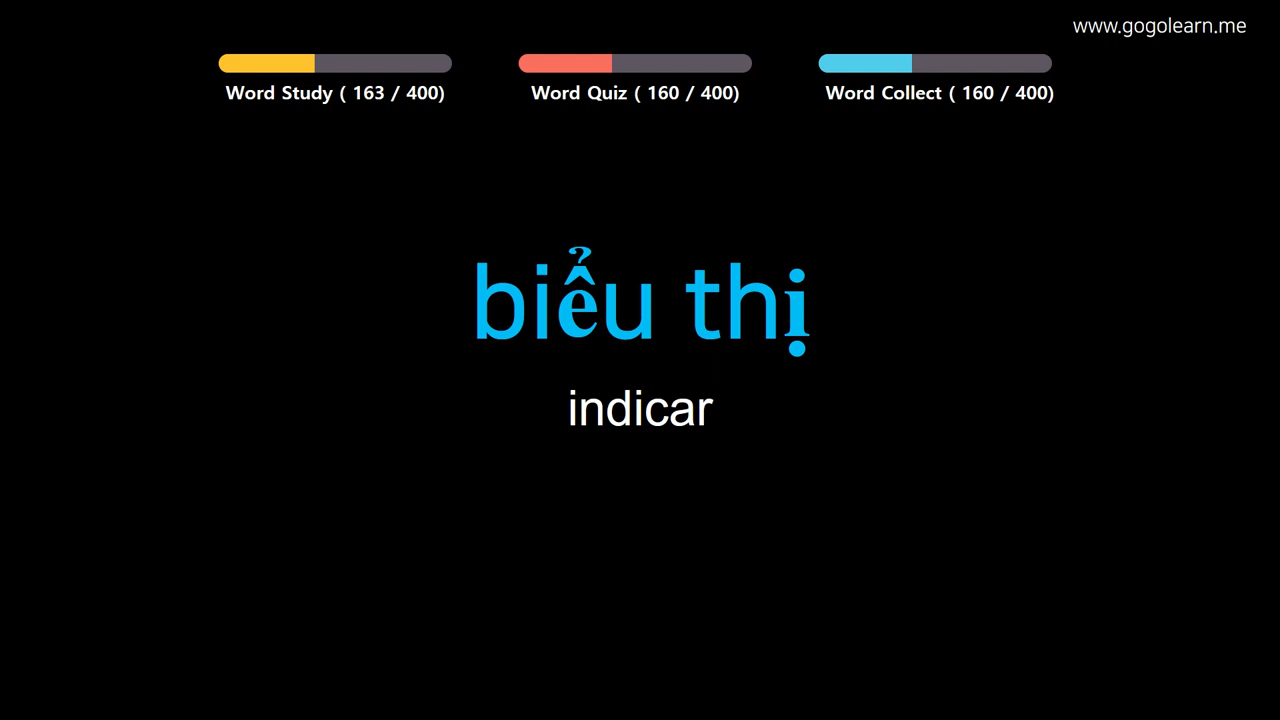 www.gogolearn.me
Word Study ( 163 / 400)
Word Quiz ( 160 / 400)
Word Collect ( 160 / 400)
biểu thị
indicar